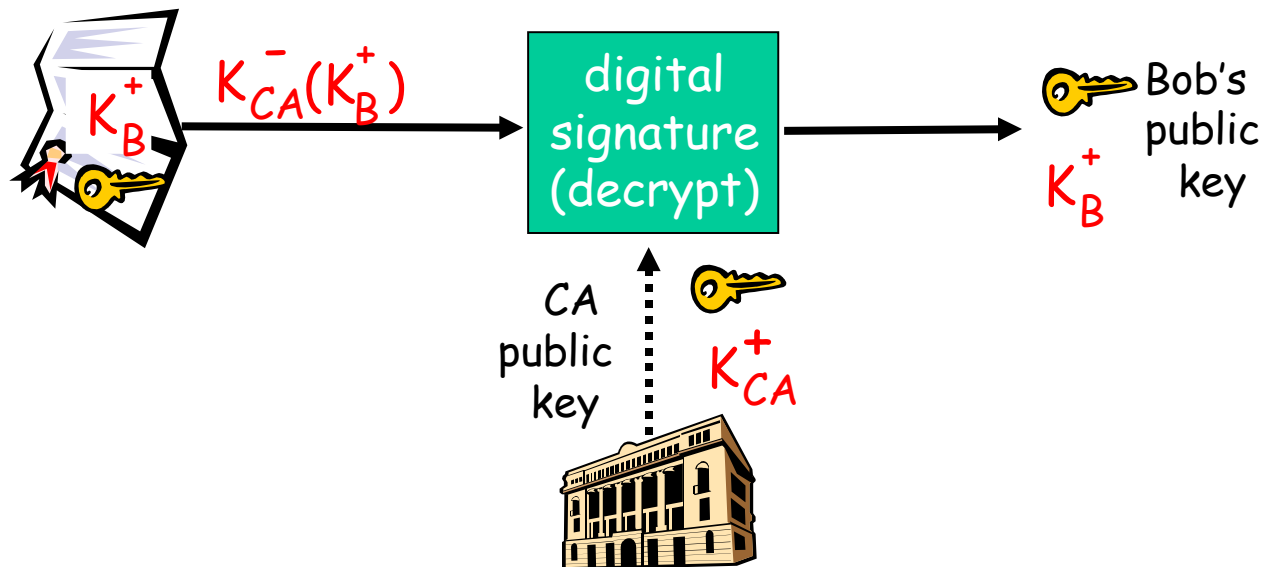 K_B^+
K_CA^-(K_B^+)
digital
signature
(decrypt)
Bob's
public
key
K_B^+
CA
public
key
K_CA^+